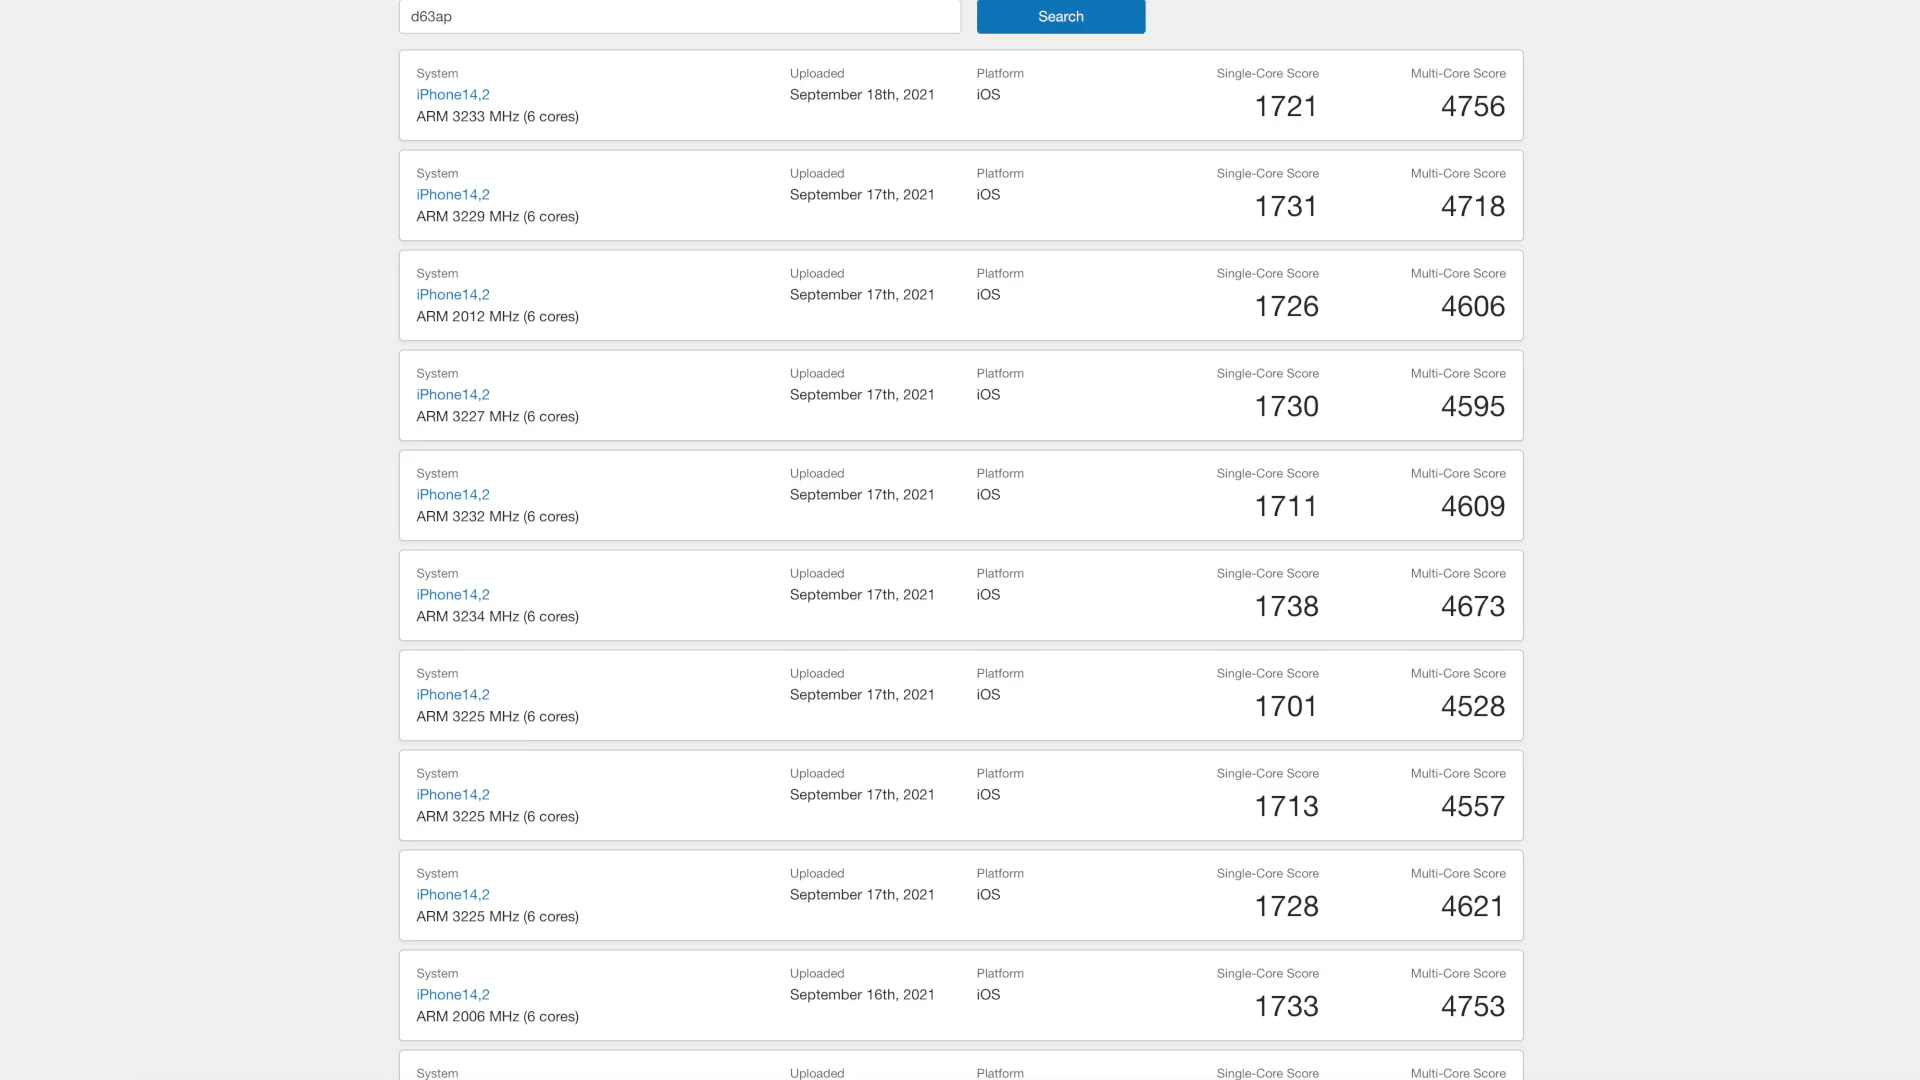 d63ap Search
System Uploaded Platform Single-Core Score Multi-Core Score
iPhone14,2 September 18th, 2021 iOS 1721 4756
ARM 3233 MHz (6 cores)
System Uploaded Platform Single-Core Score Multi-Core Score
iPhone14,2 September 17th, 2021 iOS 1731 4718
ARM 3229 MHz (6 cores)
System Uploaded Platform Single-Core Score Multi-Core Score
iPhone14,2 September 17th, 2021 iOS 1726 4606
ARM 2012 MHz (6 cores)
System Uploaded Platform Single-Core Score Multi-Core Score
iPhone14,2 September 17th, 2021 iOS 1730 4595
ARM 3227 MHz (6 cores)
System Uploaded Platform Single-Core Score Multi-Core Score
iPhone14,2 September 17th, 2021 iOS 1711 4609
ARM 3232 MHz (6 cores)
System Uploaded Platform Single-Core Score Multi-Core Score
iPhone14,2 September 17th, 2021 iOS 1738 4673
ARM 3234 MHz (6 cores)
System Uploaded Platform Single-Core Score Multi-Core Score
iPhone14,2 September 17th, 2021 iOS 1701 4528
ARM 3225 MHz (6 cores)
System Uploaded Platform Single-Core Score Multi-Core Score
iPhone14,2 September 17th, 2021 iOS 1713 4557
ARM 3225 MHz (6 cores)
System Uploaded Platform Single-Core Score Multi-Core Score
iPhone14,2 September 17th, 2021 iOS 1728 4621
ARM 3225 MHz (6 cores)
System Uploaded Platform Single-Core Score Multi-Core Score
iPhone14,2 September 16th, 2021 iOS 1733 4753
ARM 2006 MHz (6 cores)
System Uploaded Platform Single-Core Score Multi-Core Score